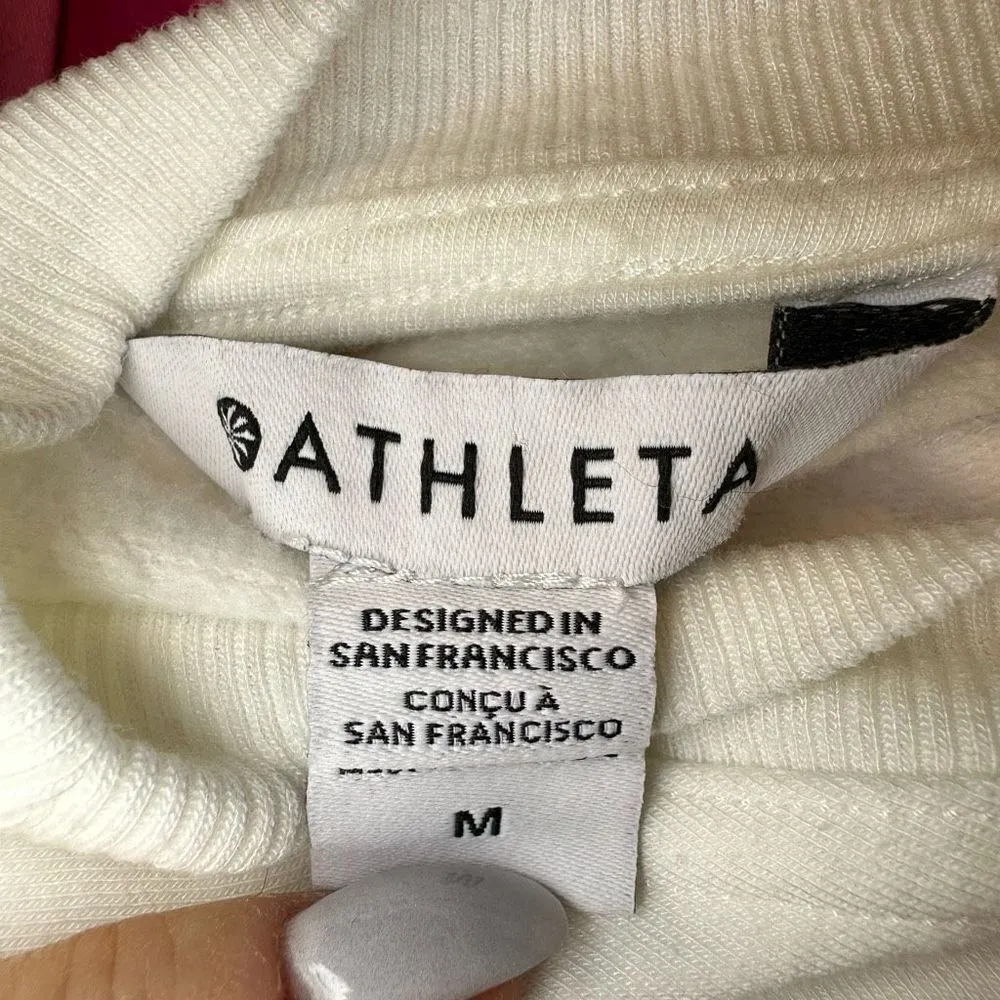 ATHLETA
DESIGNED IN
SAN FRANCISCO
CONÇU À
SAN FRANCISCO
M